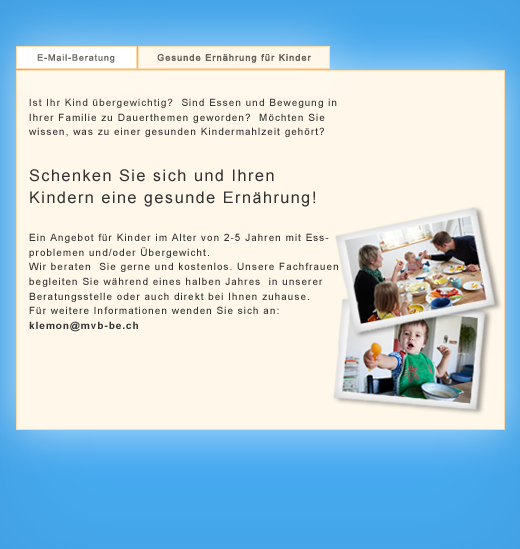 E-Mail-Beratung
Gesunde Ernährung für Kinder
Ist Ihr Kind übergewichtig? Sind Essen und Bewegung in
Ihrer Familie zu Dauerthemen geworden? Möchten Sie
wissen, was zu einer gesunden Kindermahlzeit gehört?
Schenken Sie sich und Ihren
Kindern eine gesunde Ernährung!
Ein Angebot für Kinder im Alter von 2-5 Jahren mit Ess-
problemen und/oder Übergewicht.
Wir beraten Sie gerne und kostenlos. Unsere Fachfrauen
begleiten Sie während eines halben Jahres in unserer
Beratungsstelle oder auch direkt bei Ihnen zuhause.
Für weitere Informationen wenden Sie sich an:
klemon@mvb-be.ch